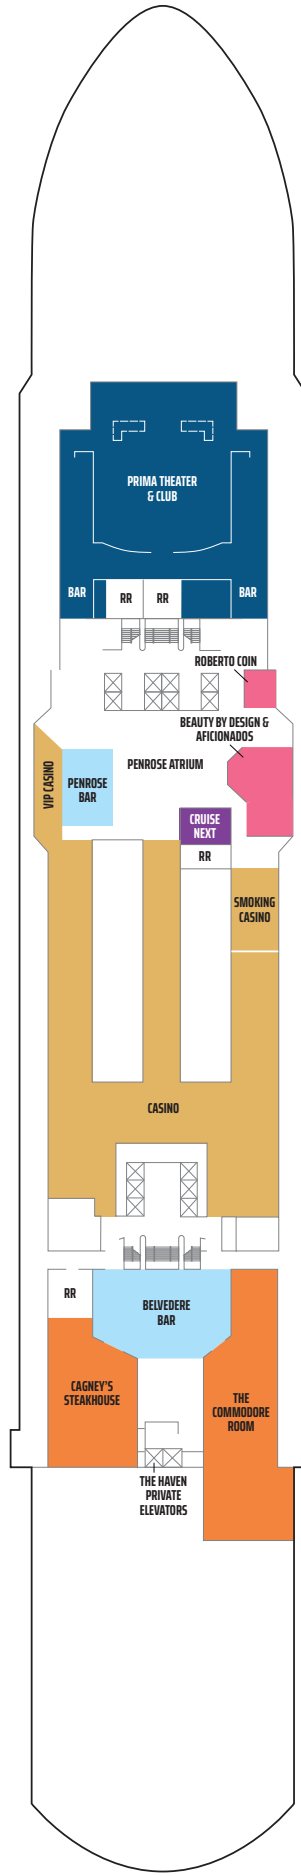 PRIMA THEATER
& CLUB
BAR
RR
RR
BAR
ROBERTO COIN
BEAUTY BY DESIGN &
AFICIONADOS
PENROSE ATRIUM
VIP CASINO
PENROSE
BAR
CRUISE
NEXT
RR
SMOKING
CASINO
CASINO
RR
BELVEDERE
BAR
CAGNEY'S
STEAKHOUSE
THE
COMMODORE
ROOM
THE HAVEN
PRIVATE
ELEVATORS